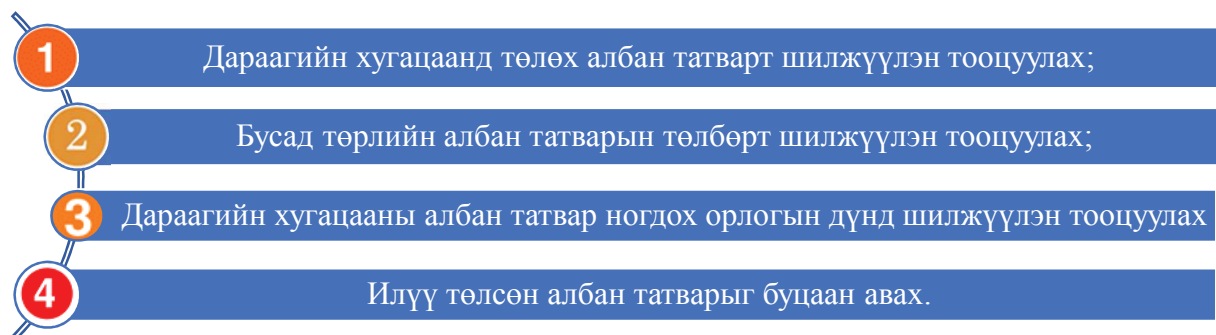 1 Дараагийн хугацаанд төлөх албан татварт шилжүүлэн тооцуулах;
2 Бусад төрлийн албан татварын төлбөрт шилжүүлэн тооцуулах;
3 Дараагийн хугацааны албан татвар ногдох орлогын дүнд шилжүүлэн тооцуулах
4 Илүү төлсөн албан татварыг буцаан авах.